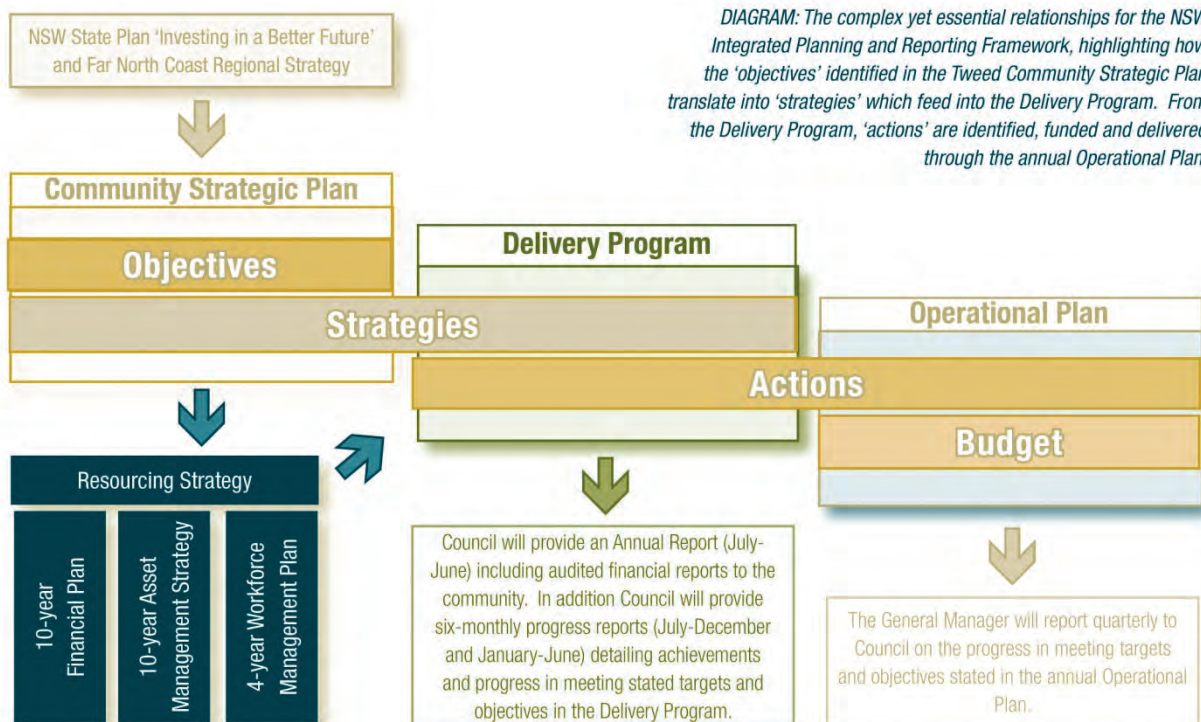 NSW State Plan ‘Investing in a Better Future’
and Far North Coast Regional Strategy
DIAGRAM: The complex yet essential relationships for the NSW
Integrated Planning and Reporting Framework, highlighting how
the ‘objectives’ identified in the Tweed Community Strategic Plan
translate into ‘strategies’ which feed into the Delivery Program. From
the Delivery Program, ‘actions’ are identified, funded and delivered
through the annual Operational Plan
Community Strategic Plan
Objectives
Delivery Program
Strategies
Operational Plan
Actions
Budget
Resourcing Strategy
10-year
Financial Plan
10-year Asset
Management Strategy
4-year Workforce
Management Plan
Council will provide an Annual Report (July-
June) including audited financial reports to the
community. In addition Council will provide
six-monthly progress reports (July-December
and January-June) detailing achievements
and progress in meeting stated targets and
objectives in the Delivery Program.
The General Manager will report quarterly to
Council on the progress in meeting targets
and objectives stated in the annual Operational
Plan.